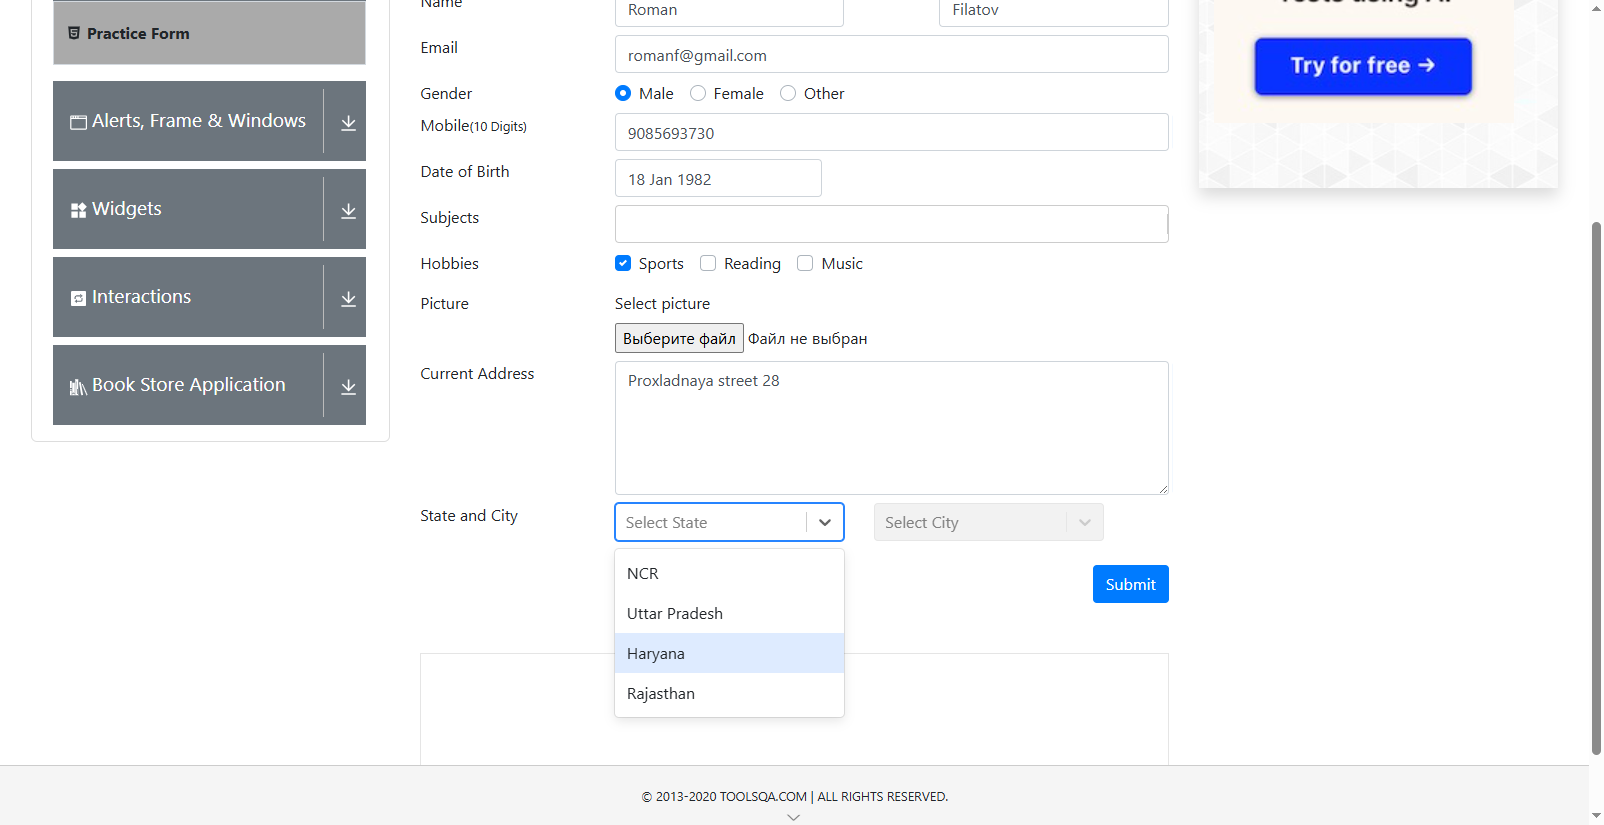 Practice Form
Alerts, Frame & Windows
Widgets
Interactions
Book Store Application
Name
Roman
Filatov
Email
romanf@gmail.com
Gender
Male
Female
Other
Mobile(10 Digits)
9085693730
Date of Birth
18 Jan 1982
Subjects
Hobbies
Sports
Reading
Music
Picture
Select picture
Выберите файл Файл не выбран
Current Address
Proxladnaya street 28
State and City
Select State
Select City
NCR
Uttar Pradesh
Haryana
Rajasthan
Submit
Try for free →
© 2013-2020 TOOLSQA.COM | ALL RIGHTS RESERVED.